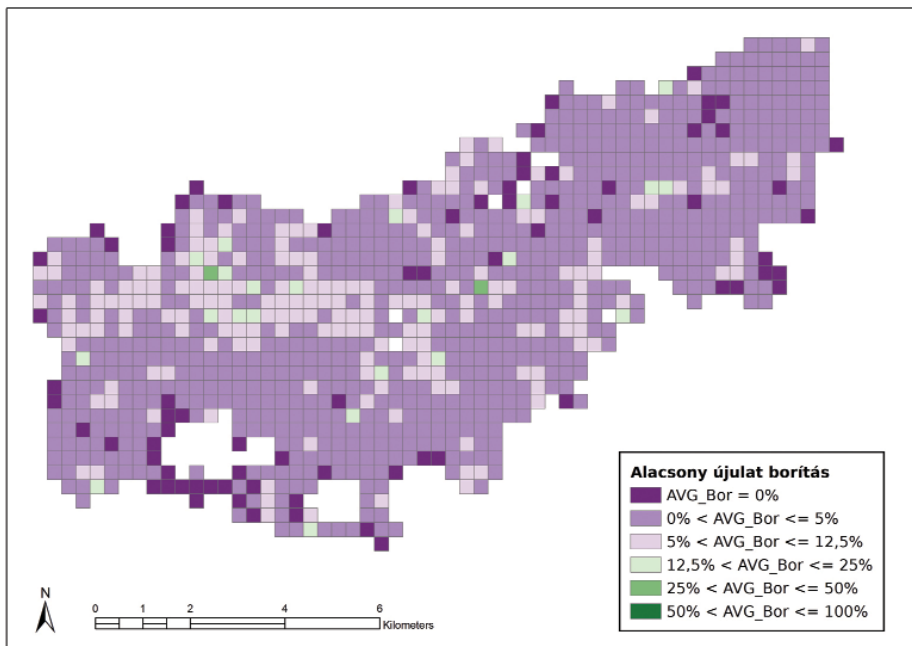 Alacsony újulat borítás
AVG_Bor = 0%
0% < AVG_Bor <= 5%
5% < AVG_Bor <= 12,5%
12,5% < AVG_Bor <= 25%
25% < AVG_Bor <= 50%
50% < AVG_Bor <= 100%
N
0 1 2 4 6
Kilometers